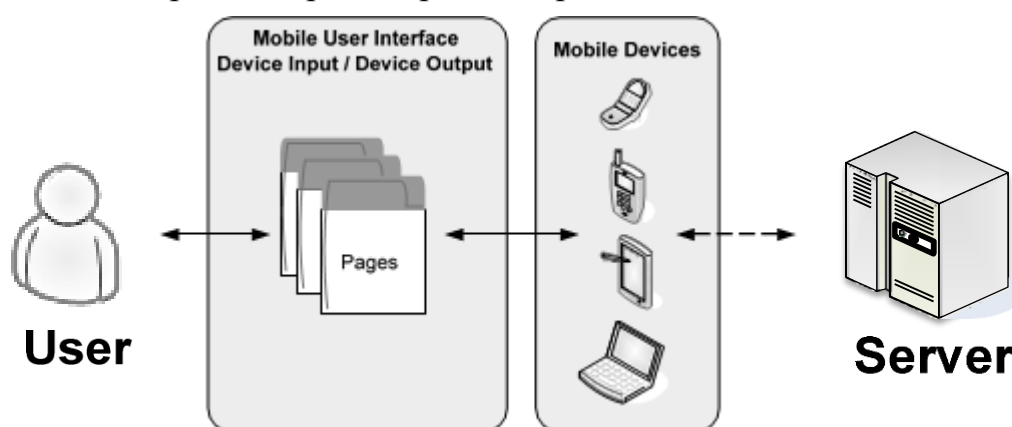 Mobile User Interface
Device Input / Device Output
Mobile Devices
Pages
User
Server